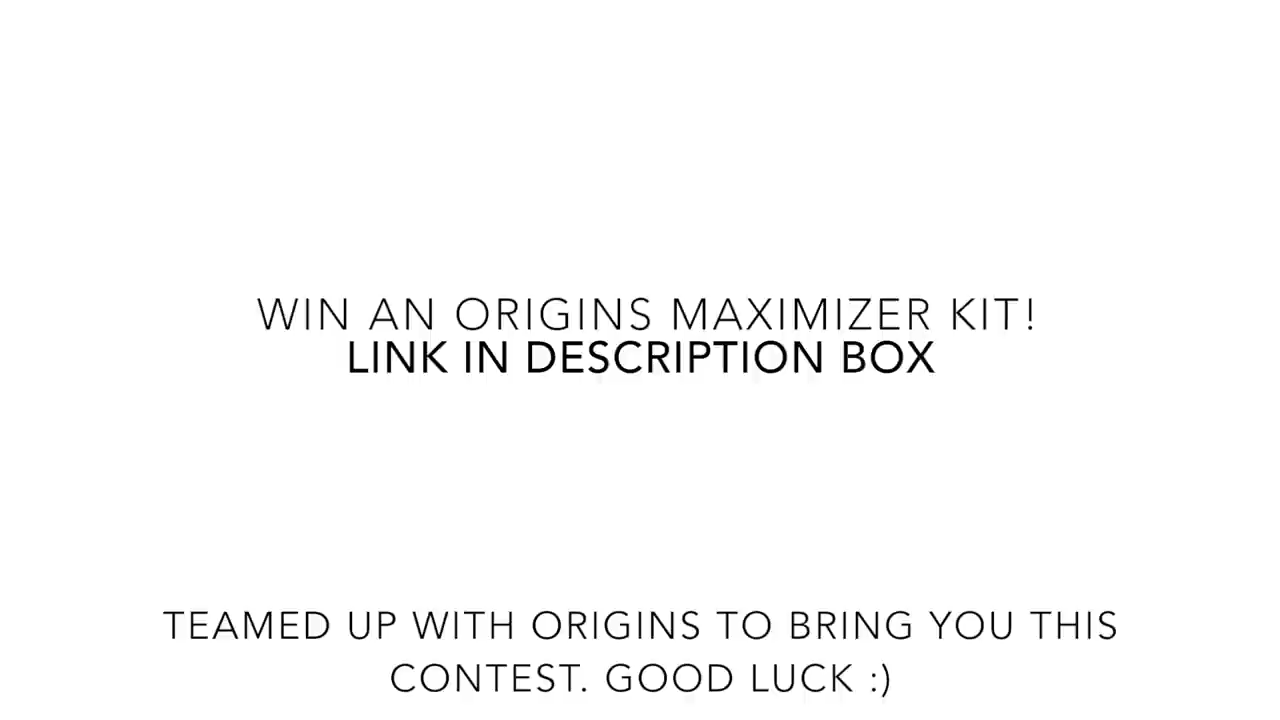 WIN AN ORIGINS MAXIMIZER KIT!
LINK IN DESCRIPTION BOX
TEAMED UP WITH ORIGINS TO BRING YOU THIS
CONTEST. GOOD LUCK :)